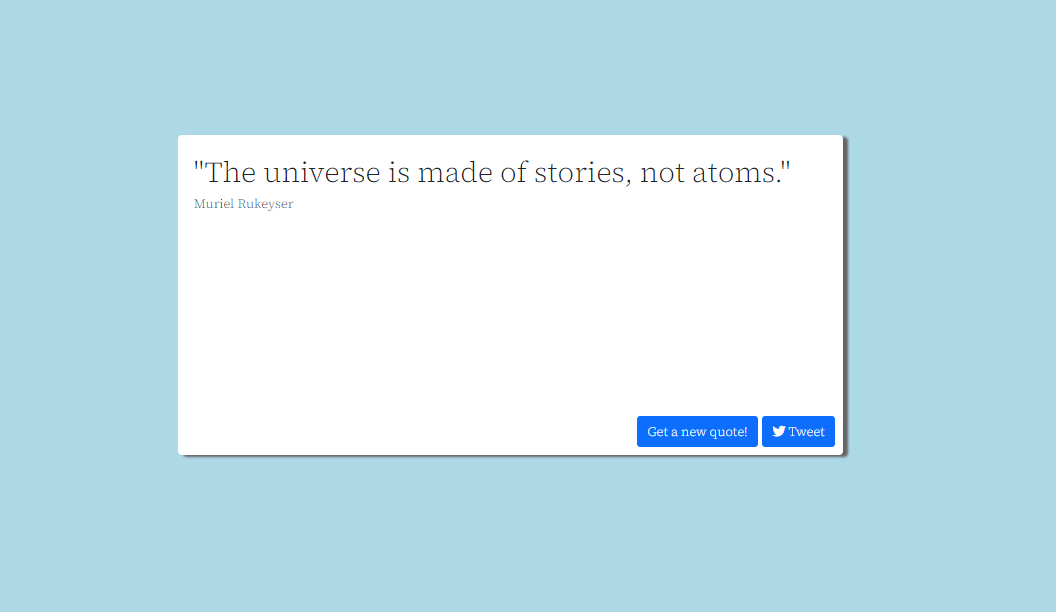 "The universe is made of stories, not atoms."
Muriel Rukeyser
Get a new quote! Tweet